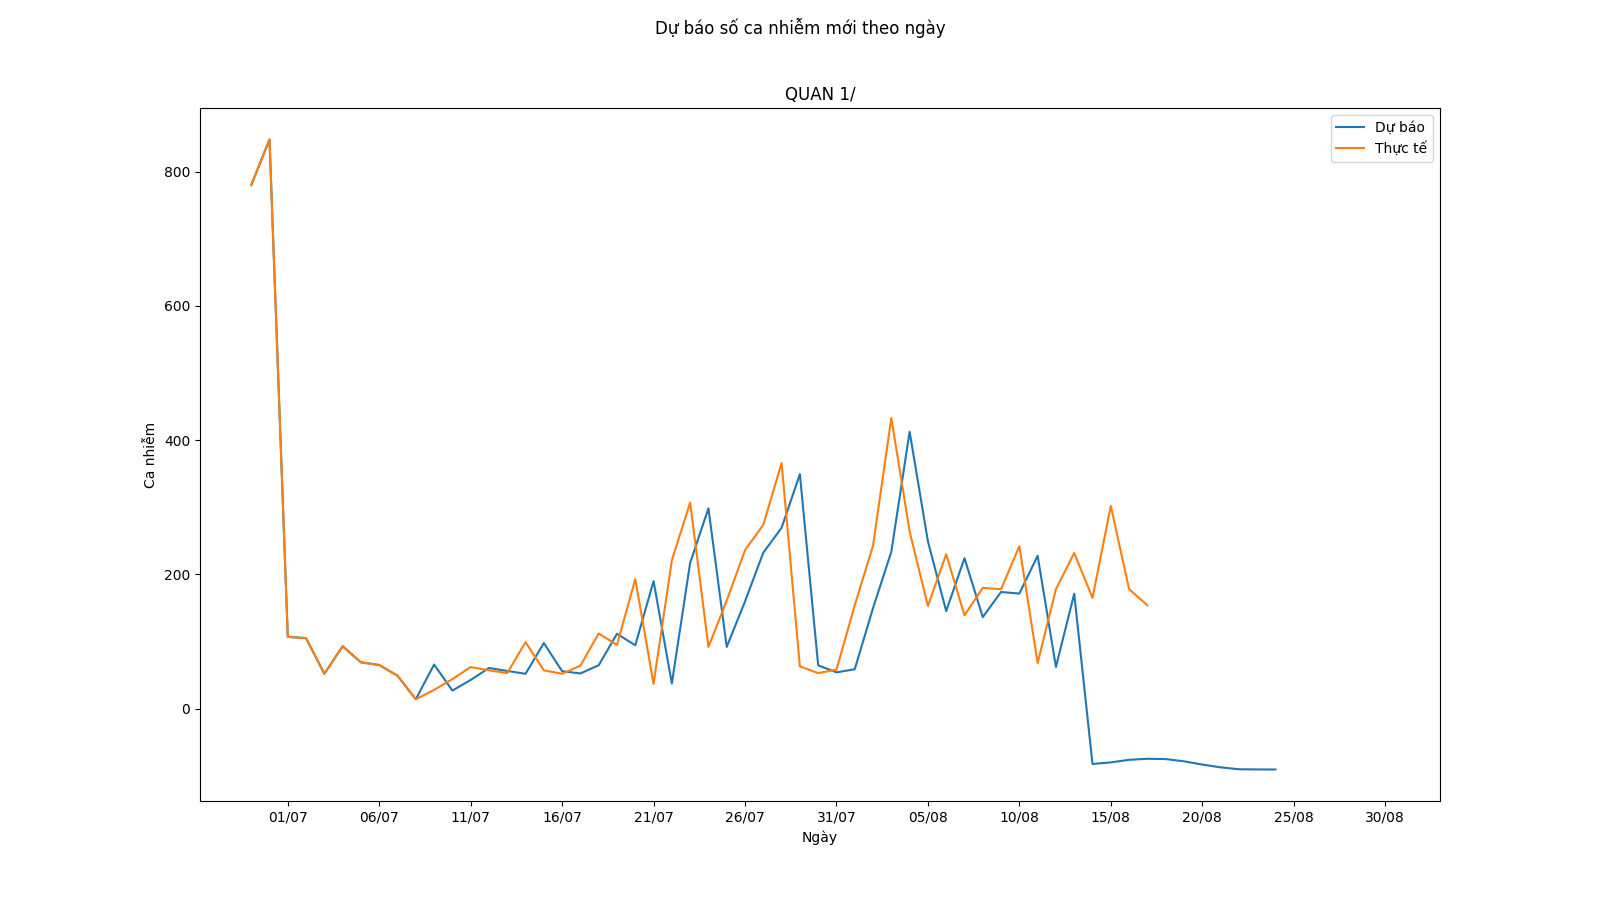 Dự báo số ca nhiễm mới theo ngày
QUAN 1/
Dự báo
Thực tế
800
600
400
200
0
Ca nhiễm
01/07 06/07 11/07 16/07 21/07 26/07 31/07 05/08 10/08 15/08 20/08 25/08 30/08
Ngày